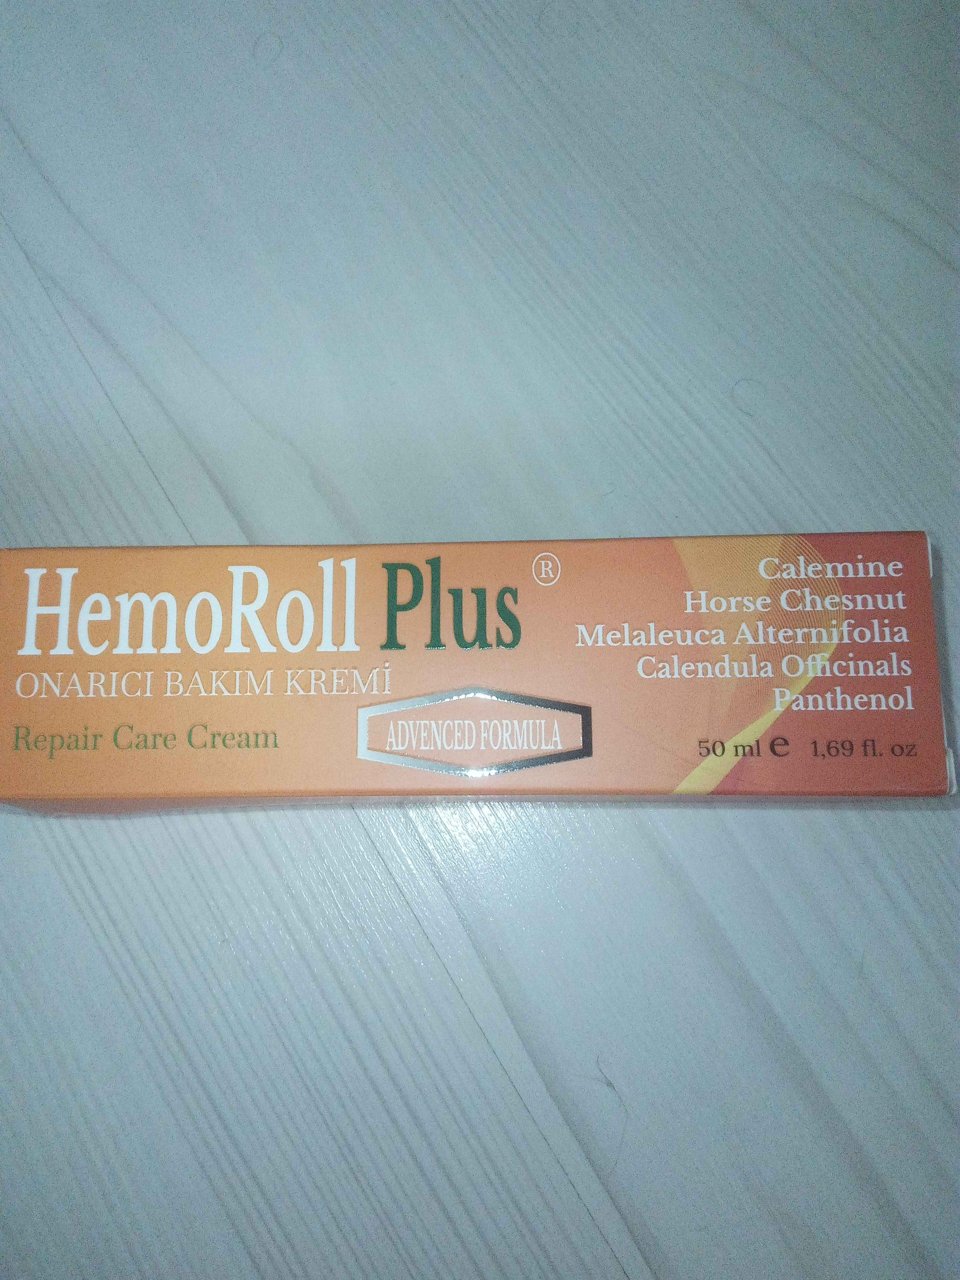 HemoRoll Plus ®
ONARICI BAKIM KREMİ
Repair Care Cream
ADVENCED FORMULA
Calemine
Horse Chesnut
Melaleuca Alternifolia
Calendula Officinals
Panthenol
50 ml e 1,69 fl. oz